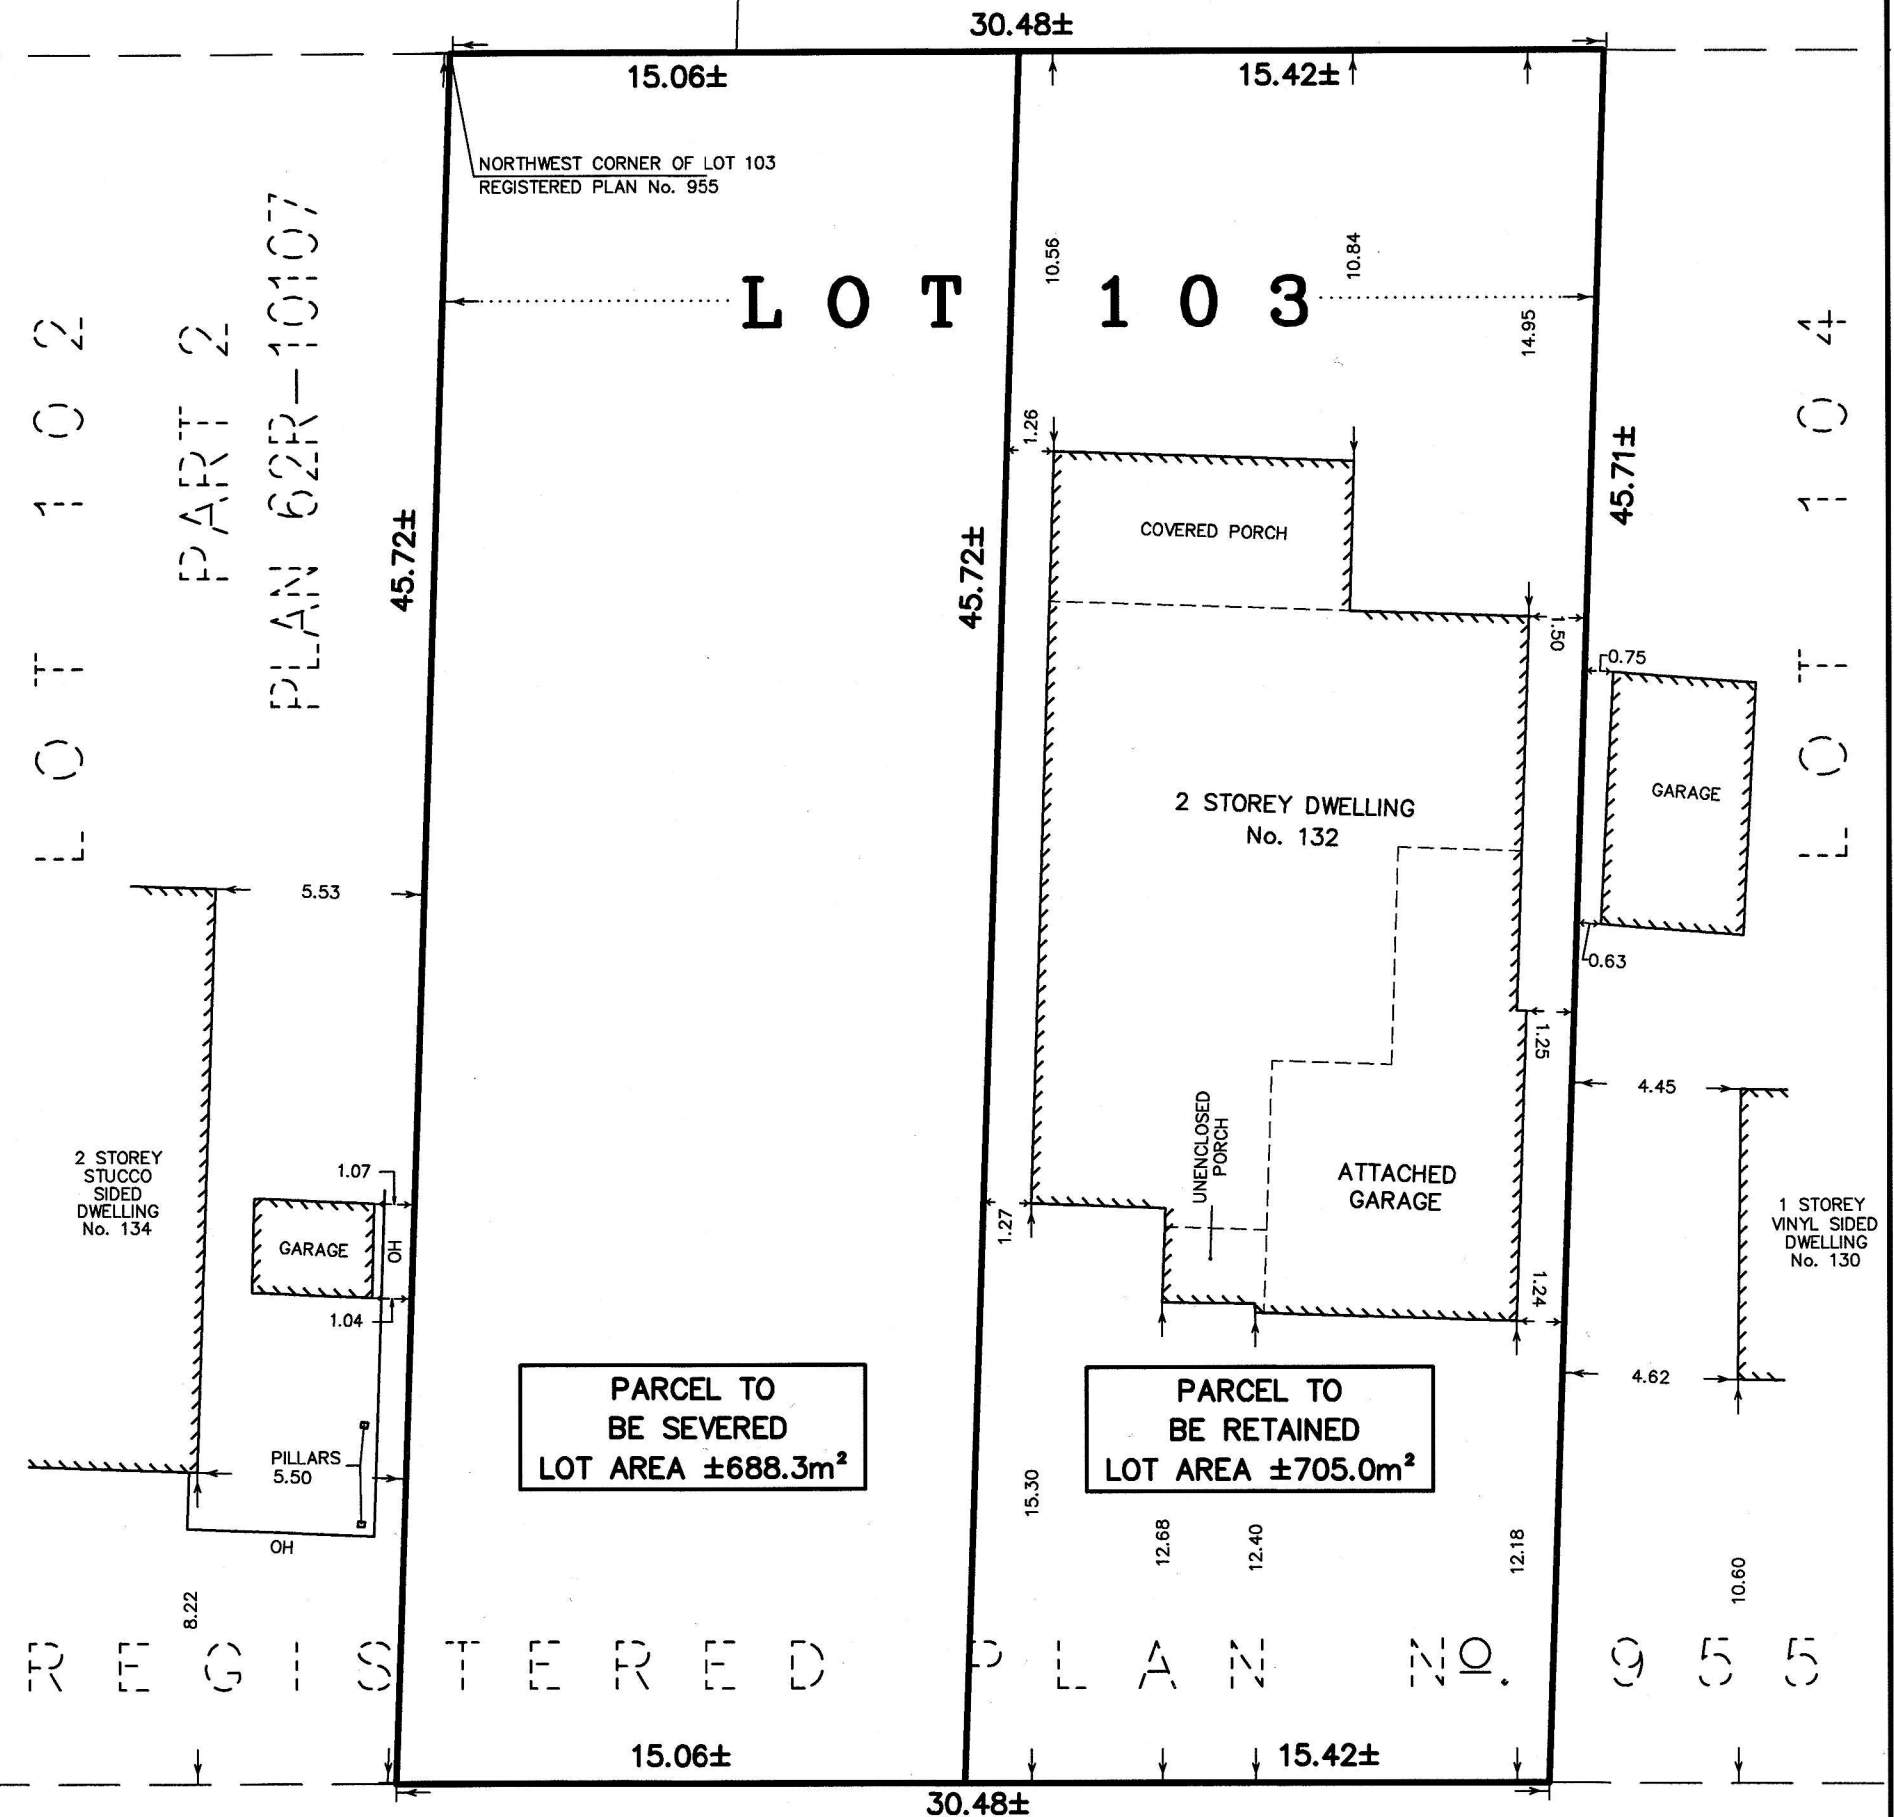 30.48±
15.06±
15.42±
NORTHWEST CORNER OF LOT 103
REGISTERED PLAN No. 955
LOT 103
10.56
10.84
14.95
LOT 102
PART 2
PLAN 62R-10107
LOT 104
1.26
45.72±
45.72±
45.71±
COVERED PORCH
1.50
0.75
GARAGE
0.63
2 STOREY DWELLING
No. 132
5.53
1.25
4.45
UNENCLOSED
PORCH
ATTACHED
GARAGE
2 STOREY
STUCCO
SIDED
DWELLING
No. 134
1.07
GARAGE
OH
1.04
1.27
1.24
1 STOREY
VINYL SIDED
DWELLING
No. 130
4.62
PARCEL TO
BE SEVERED
LOT AREA ±688.3m²
PARCEL TO
BE RETAINED
LOT AREA ±705.0m²
PILLARS
5.50
OH
8.22
15.30
12.68
12.40
12.18
10.60
REGISTERED PLAN No. 955
15.06±
15.42±
30.48±